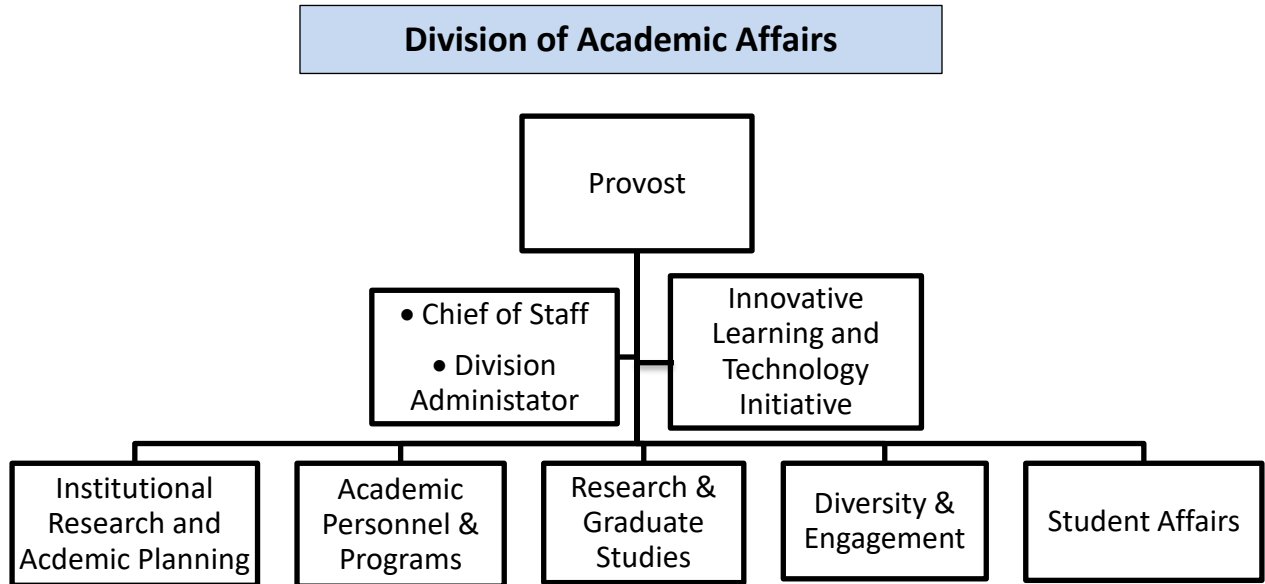 Division of Academic Affairs
Provost
• Chief of Staff
• Division
Administator
Innovative
Learning and
Technology
Initiative
Institutional
Research and
Acdemic Planning
Academic
Personnel &
Programs
Research &
Graduate
Studies
Diversity &
Engagement
Student Affairs